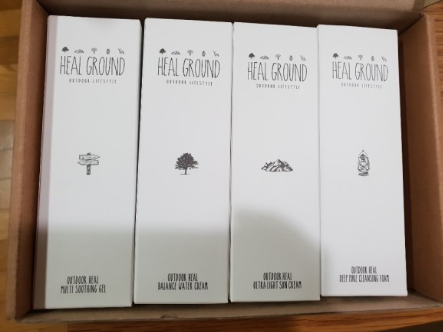 HEAL GROUND
OUTDOOR LIFESTYLE
OUTDOOR HEAL
MULTI SOOTHING GEL
HEAL GROUND
OUTDOOR LIFESTYLE
OUTDOOR HEAL
BALANCE WATER CREAM
HEAL GROUND
OUTDOOR LIFESTYLE
OUTDOOR HEAL
ULTRA LIGHT SUN CREAM
HEAL GROUND
OUTDOOR LIFESTYLE
OUTDOOR HEAL
DEEP PORE CLEANSING FOAM